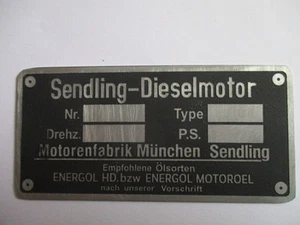 Sendling-Dieselmotor
Nr. Type
Drehz. P.S.
Motorenfabrik München Sendling
Empfohlene Ölsorten
ENERGOL HD.bzw ENERGOL MOTOROEL
nach unserer Vorschrift